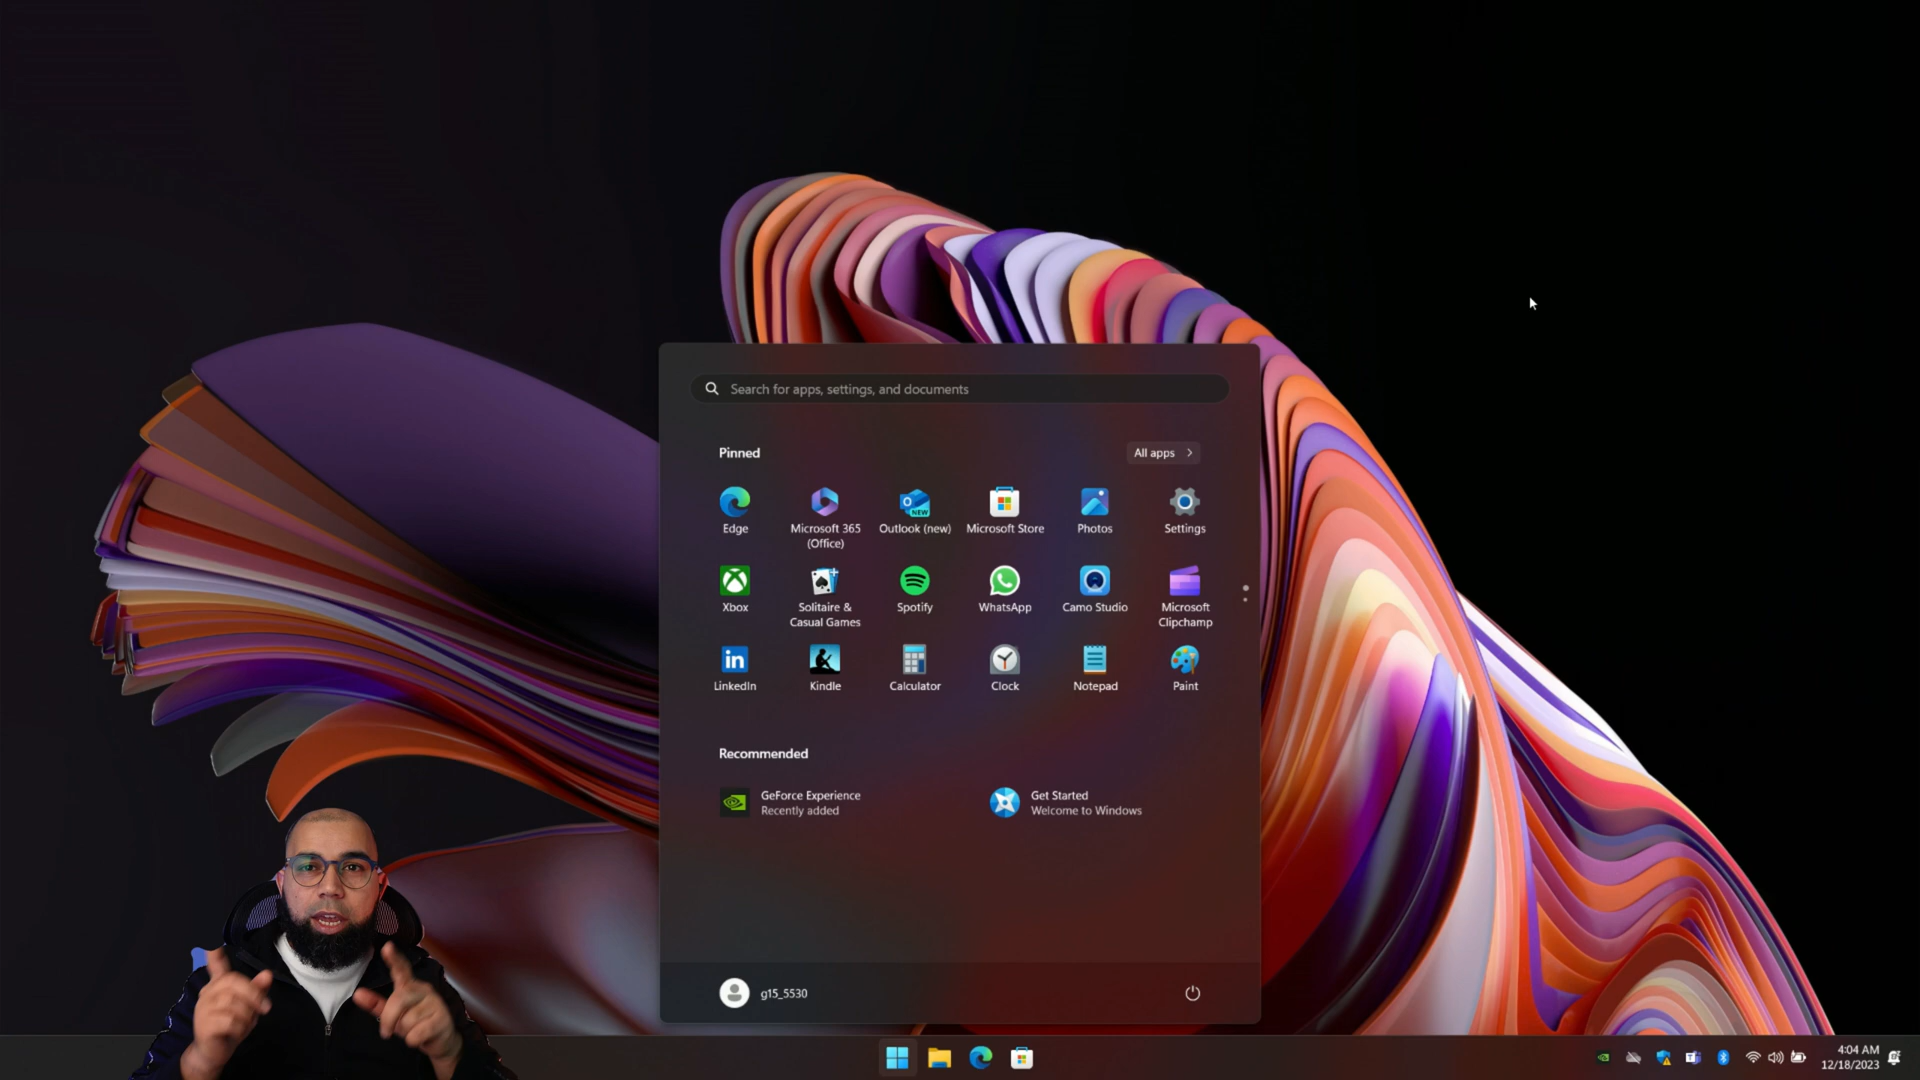 Search for apps, settings, and documents
Pinned
All apps
Edge
Microsoft 365
(Office)
Outlook (new)
NEW
Microsoft Store
Photos
Settings
Xbox
Solitaire &
Casual Games
Spotify
WhatsApp
Camo Studio
Microsoft
Clipchamp
LinkedIn
Kindle
Calculator
Clock
Notepad
Paint
Recommended
GeForce Experience
Recently added
Get Started
Welcome to Windows
g15_5530
4:04 AM
12/18/2023